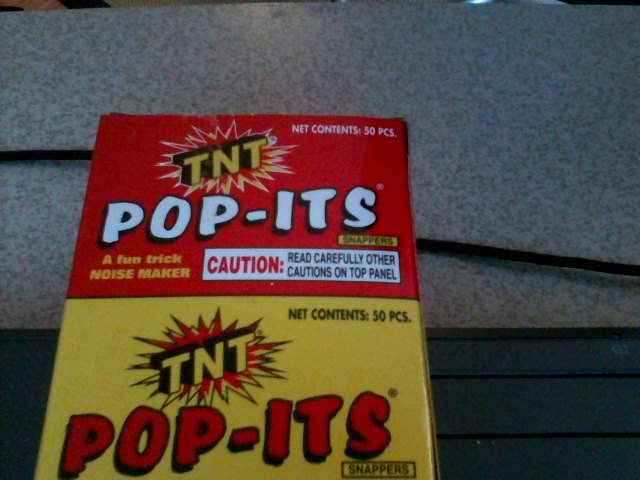 NET CONTENTS: 50 PCS.
TNT®
POP-ITS®
SNAPPERS
A fun trick
NOISE MAKER
CAUTION: READ CAREFULLY OTHER
CAUTIONS ON TOP PANEL
NET CONTENTS: 50 PCS.
TNT®
POP-ITS®
SNAPPERS